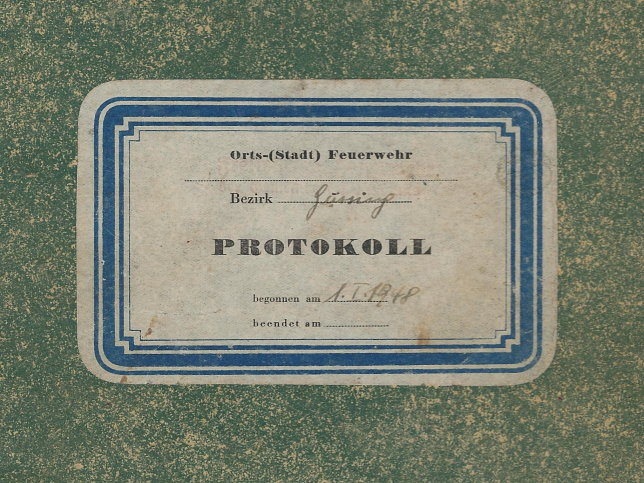 Orts-(Stadt) Feuerwehr
Bezirk Güssing
PROTOKOLL
begonnen am 1. I. 1948
beendet am